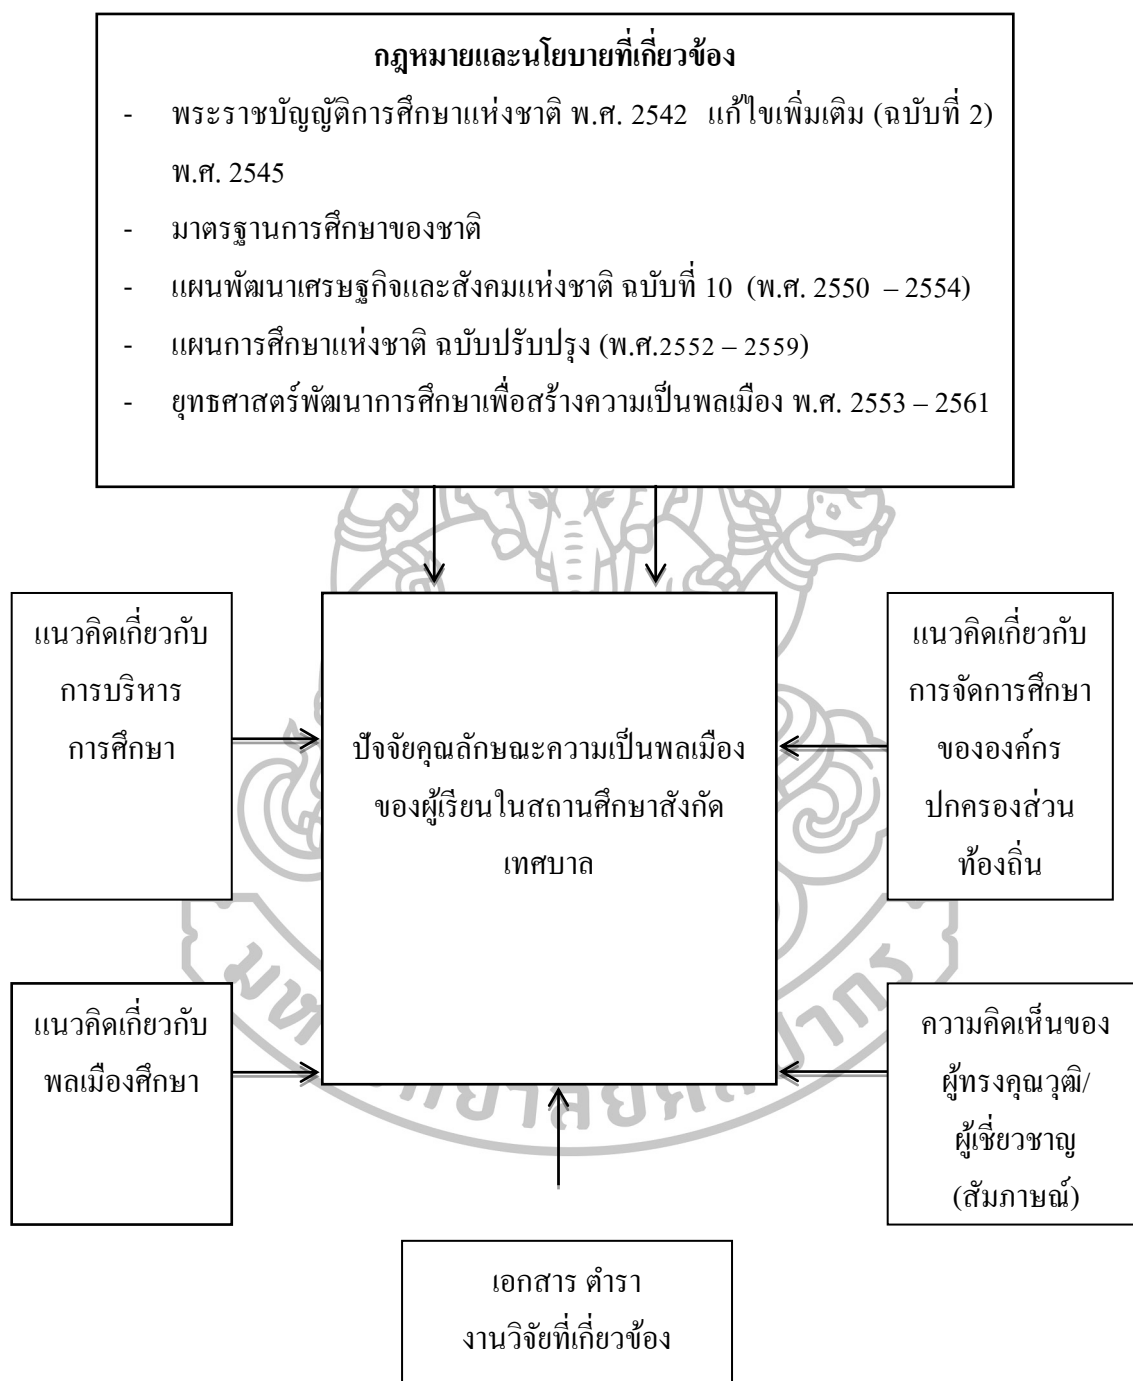 กฎหมายและนโยบายที่เกี่ยวข้อง
- พระราชบัญญัติการศึกษาแห่งชาติ พ.ศ. 2542 แก้ไขเพิ่มเติม (ฉบับที่ 2)
พ.ศ. 2545
- มาตรฐานการศึกษาของชาติ
- แผนพัฒนาเศรษฐกิจและสังคมแห่งชาติ ฉบับที่ 10 (พ.ศ. 2550 – 2554)
- แผนการศึกษาแห่งชาติ ฉบับปรับปรุง (พ.ศ.2552 – 2559)
- ยุทธศาสตร์พัฒนาการศึกษาเพื่อสร้างความเป็นพลเมือง พ.ศ. 2553 – 2561
แนวคิดเกี่ยวกับ
การบริหาร
การศึกษา
ปัจจัยคุณลักษณะความเป็นพลเมือง
ของผู้เรียนในสถานศึกษาสังกัด
เทศบาล
แนวคิดเกี่ยวกับ
การจัดการศึกษา
ขององค์กร
ปกครองส่วน
ท้องถิ่น
แนวคิดเกี่ยวกับ
พลเมืองศึกษา
ความคิดเห็นของ
ผู้ทรงคุณวุฒิ/
ผู้เชี่ยวชาญ
(สัมภาษณ์)
เอกสาร ตำรา
งานวิจัยที่เกี่ยวข้อง